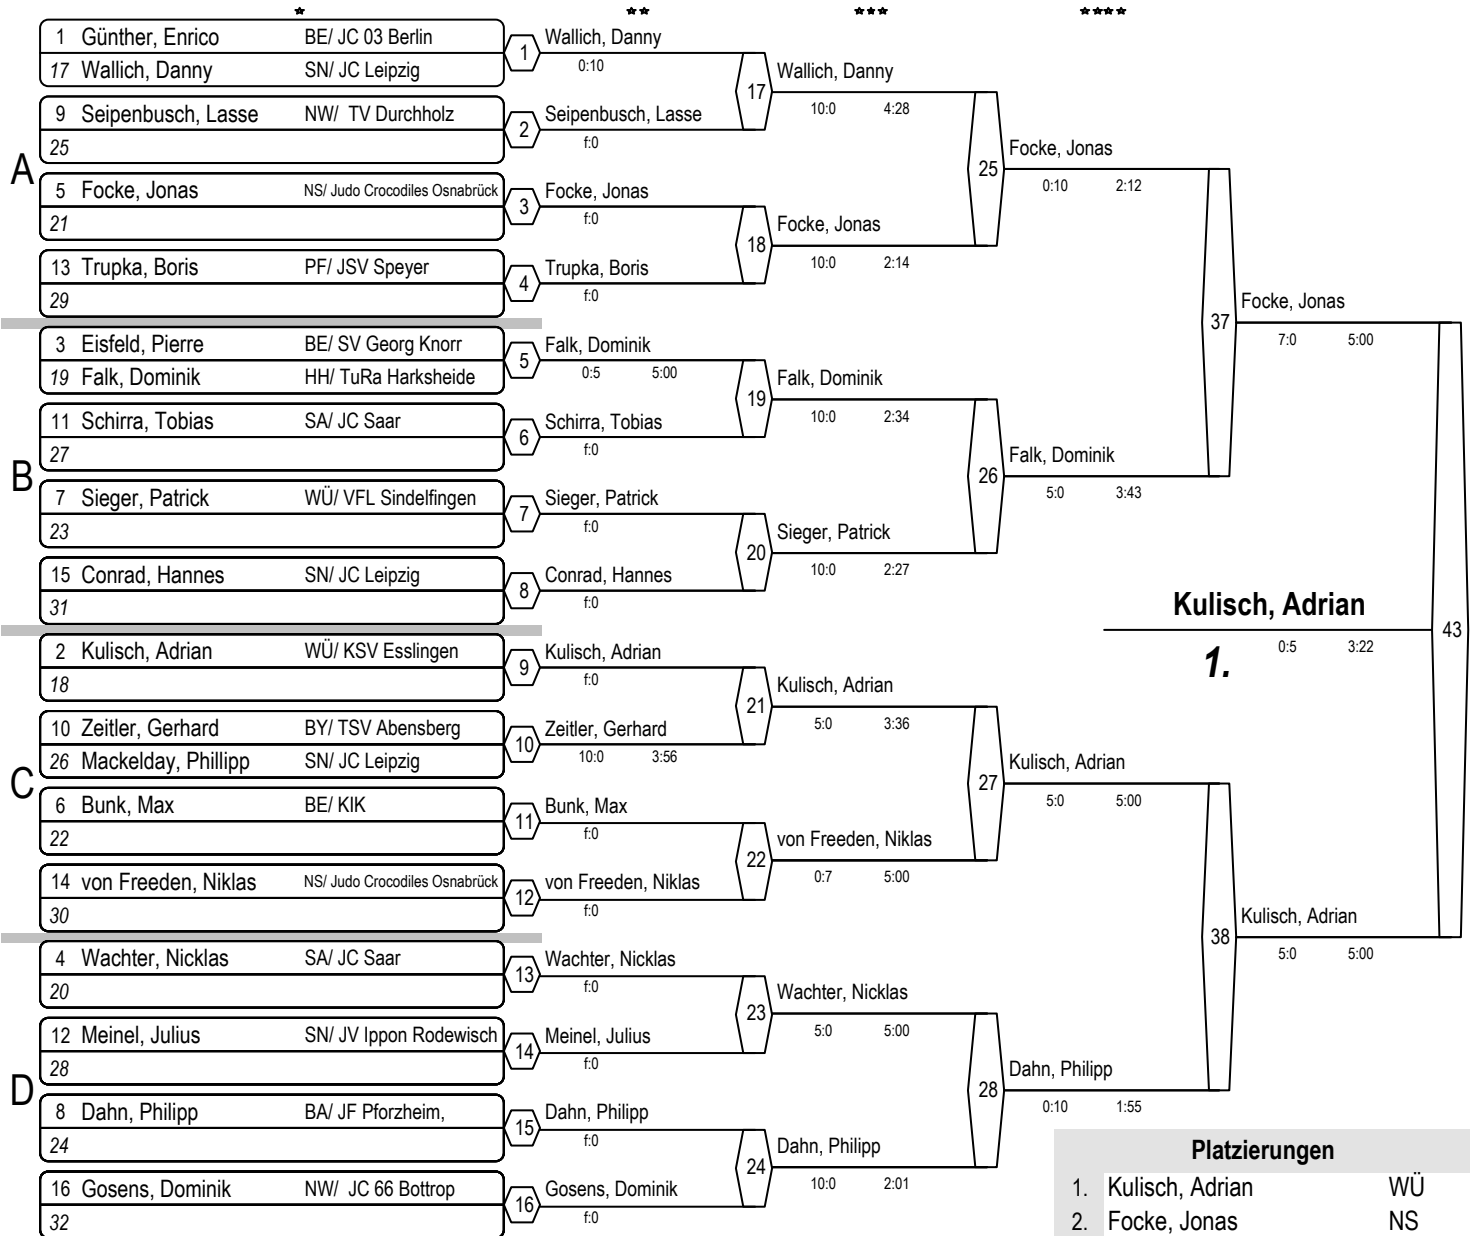 * ** *** ****
A
1 Günther, Enrico BE/ JC 03 Berlin
17 Wallich, Danny SN/ JC Leipzig
9 Seipenbusch, Lasse NW/ TV Durchholz
25
5 Focke, Jonas NS/ Judo Crocodiles Osnabrück
21
13 Trupka, Boris PF/ JSV Speyer
29
B
3 Eisfeld, Pierre BE/ SV Georg Knorr
19 Falk, Dominik HH/ TuRa Harksheide
11 Schirra, Tobias SA/ JC Saar
27
7 Sieger, Patrick WÜ/ VFL Sindelfingen
23
15 Conrad, Hannes SN/ JC Leipzig
31
C
2 Kulisch, Adrian WÜ/ KSV Esslingen
18
10 Zeitler, Gerhard BY/ TSV Abensberg
26 Mackelday, Phillipp SN/ JC Leipzig
6 Bunk, Max BE/ KIK
22
14 von Freeden, Niklas NS/ Judo Crocodiles Osnabrück
30
D
4 Wachter, Nicklas SA/ JC Saar
20
12 Meinel, Julius SN/ JV Ippon Rodewisch
28
8 Dahn, Philipp BA/ JF Pforzheim,
24
16 Gosens, Dominik NW/ JC 66 Bottrop
32
1 Wallich, Danny
0:10
2 Seipenbusch, Lasse
f:0
3 Focke, Jonas
f:0
4 Trupka, Boris
f:0
5 Falk, Dominik
0:5 5:00
6 Schirra, Tobias
f:0
7 Sieger, Patrick
f:0
8 Conrad, Hannes
f:0
9 Kulisch, Adrian
f:0
10 Zeitler, Gerhard
10:0 3:56
11 Bunk, Max
f:0
12 von Freeden, Niklas
f:0
13 Wachter, Nicklas
f:0
14 Meinel, Julius
f:0
15 Dahn, Philipp
f:0
16 Gosens, Dominik
f:0
17 Wallich, Danny
10:0 4:28
18 Focke, Jonas
10:0 2:14
19 Falk, Dominik
10:0 2:34
20 Sieger, Patrick
10:0 2:27
21 Kulisch, Adrian
5:0 3:36
22 von Freeden, Niklas
0:7 5:00
23 Wachter, Nicklas
5:0 5:00
24 Dahn, Philipp
10:0 2:01
25 Focke, Jonas
0:10 2:12
26 Falk, Dominik
5:0 3:43
27 Kulisch, Adrian
5:0 5:00
28 Dahn, Philipp
0:10 1:55
37 Focke, Jonas
7:0 5:00
38 Kulisch, Adrian
5:0 5:00
43 Kulisch, Adrian
1. 0:5 3:22
Platzierungen
1. Kulisch, Adrian WÜ
2. Focke, Jonas NS